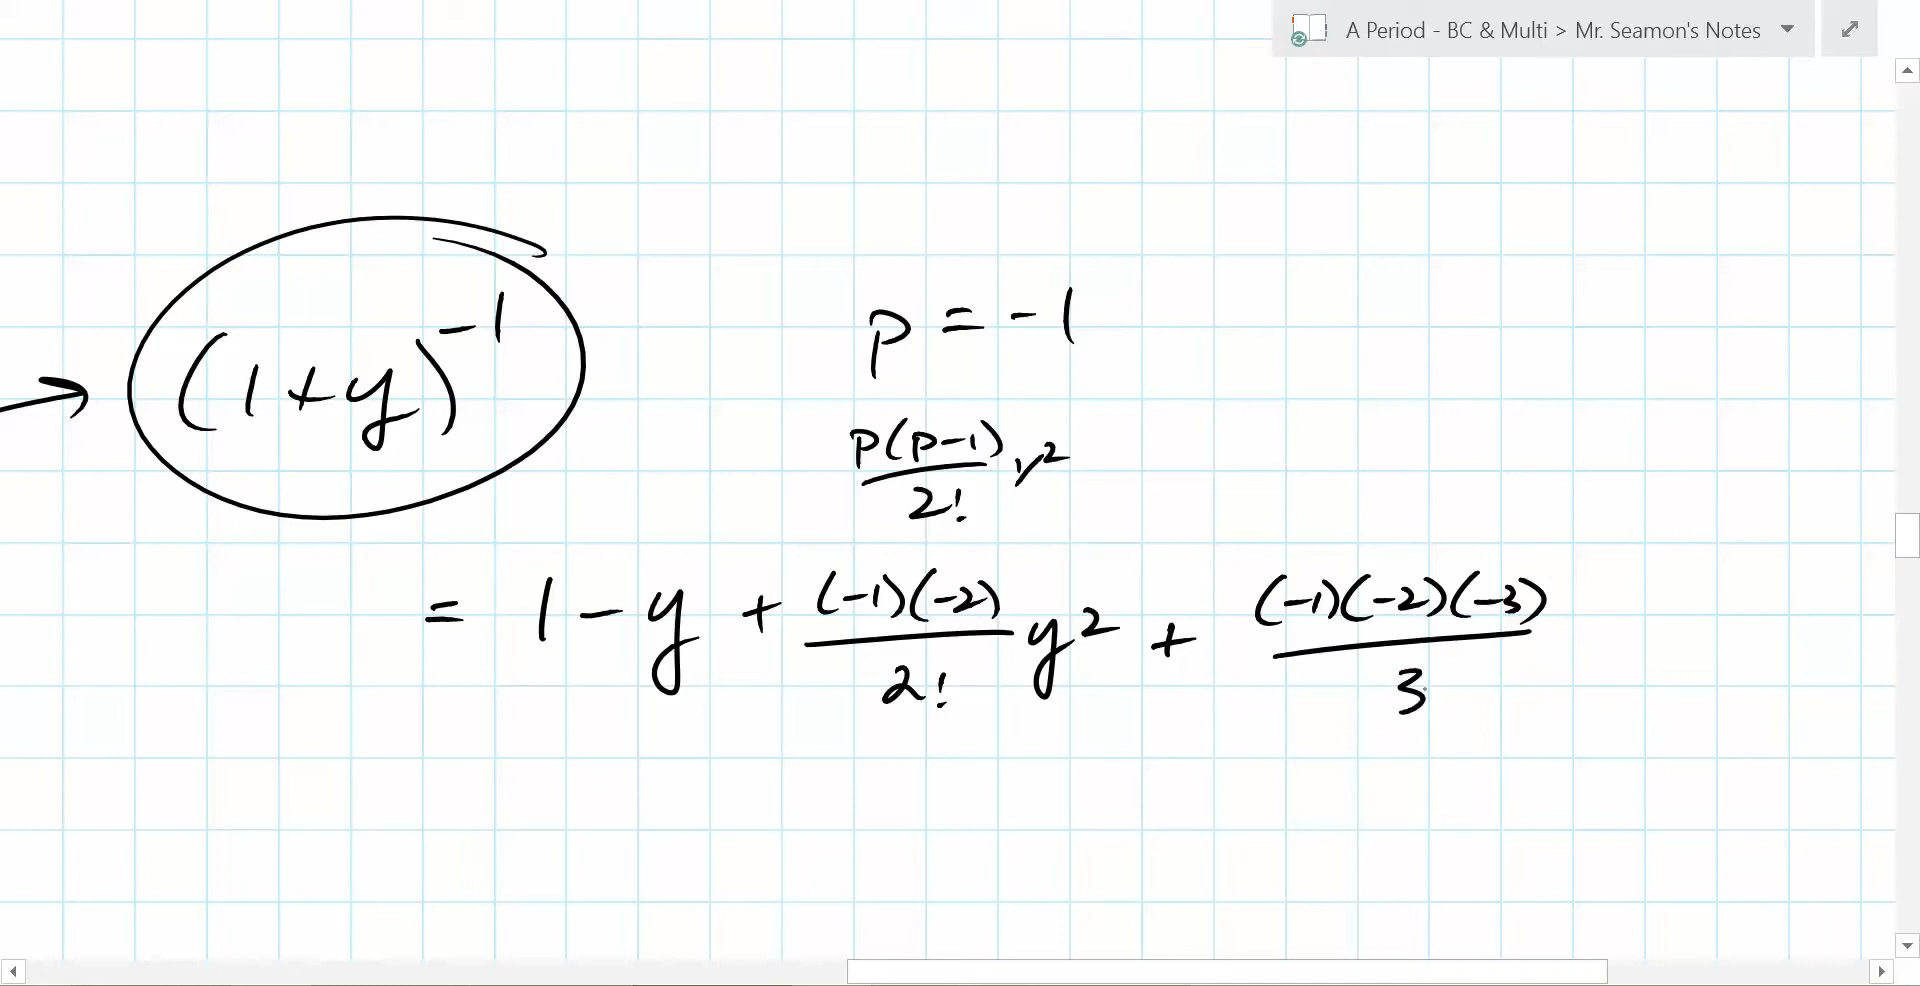 A Period - BC & Multi > Mr. Seamon's Notes
(1+y)^-1
p = -1
p(p-1)/2! y^2
= 1 - y + (-1)(-2)/2! y^2 + (-1)(-2)(-3)/3